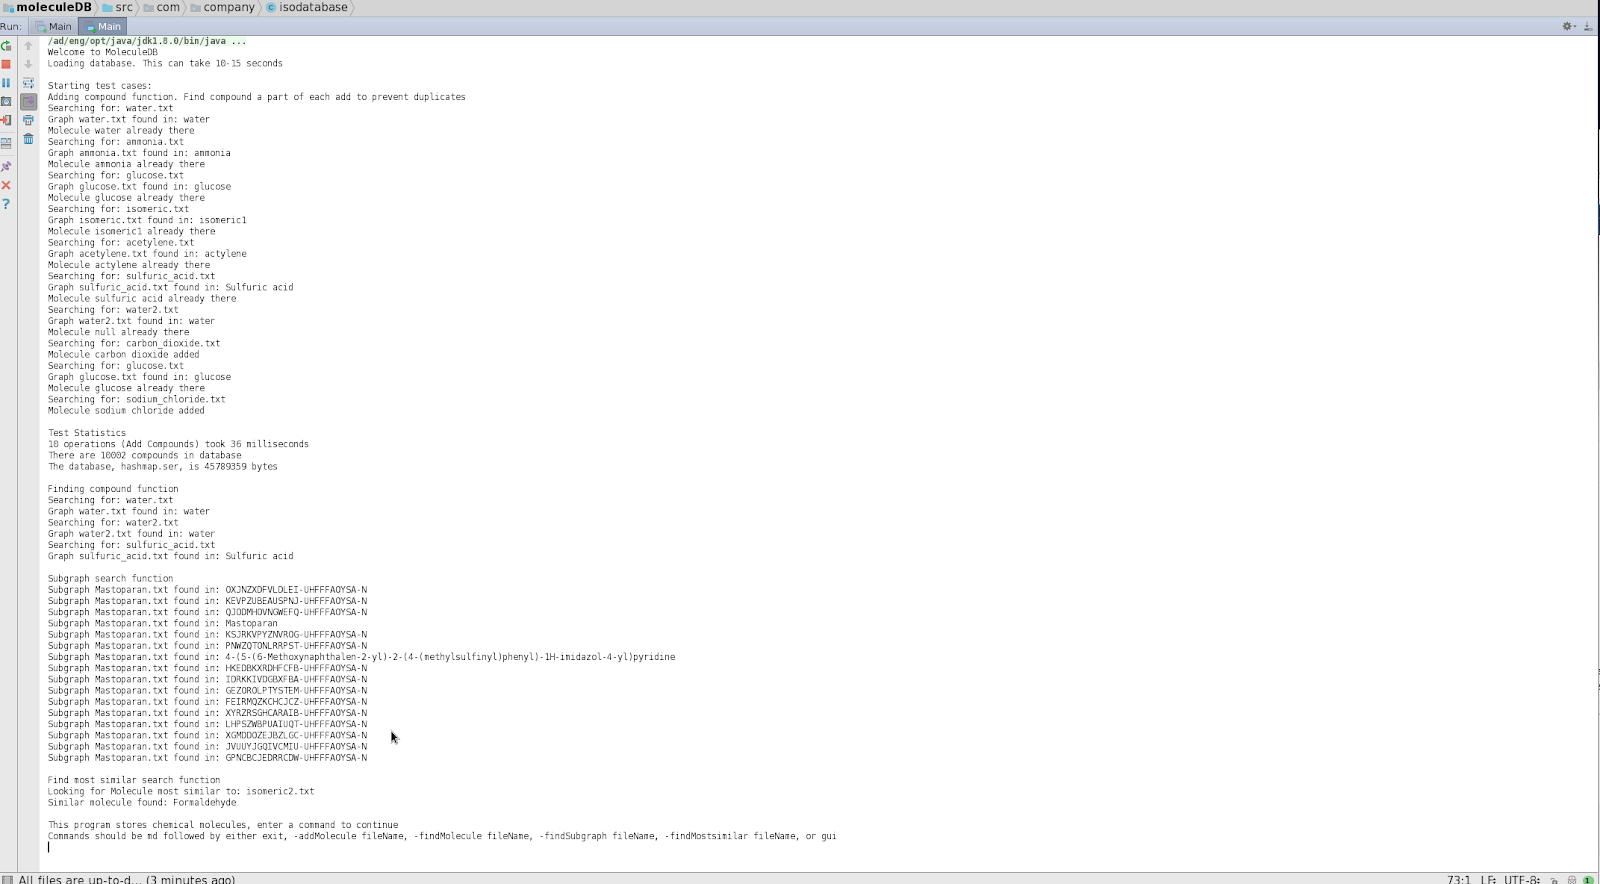 moleculeDB src com company isodatabase
Run: Main Main
/ad/eng/opt/java/jdk1.8.0/bin/java ...
Welcome to MoleculeDB
Loading database. This can take 10-15 seconds
Starting test cases:
Adding compound function. Find compound a part of each add to prevent duplicates
Searching for: water.txt
Graph water.txt found in: water
Molecule water already there
Searching for: ammonia.txt
Graph ammonia.txt found in: ammonia
Molecule ammonia already there
Searching for: glucose.txt
Graph glucose.txt found in: glucose
Molecule glucose already there
Searching for: isomeric.txt
Graph isomeric.txt found in: isomeric1
Molecule isomeric1 already there
Searching for: acetylene.txt
Graph acetylene.txt found in: actylene
Molecule actylene already there
Searching for: sulfuric_acid.txt
Graph sulfuric_acid.txt found in: Sulfuric acid
Molecule sulfuric acid already there
Searching for: water2.txt
Graph water2.txt found in: water
Molecule null already there
Searching for: carbon_dioxide.txt
Molecule carbon dioxide added
Searching for: glucose.txt
Graph glucose.txt found in: glucose
Molecule glucose already there
Searching for: sodium_chloride.txt
Molecule sodium chloride added
Test Statistics
10 operations (Add Compounds) took 36 milliseconds
There are 10002 compounds in database
The database, hashmap.ser, is 45789359 bytes
Finding compound function
Searching for: water.txt
Graph water.txt found in: water
Searching for: water2.txt
Graph water2.txt found in: water
Searching for: sulfuric_acid.txt
Graph sulfuric_acid.txt found in: Sulfuric acid
Subgraph search function
Subgraph Mastoparan.txt found in: OXJNZXDFVLDLEI-UHFFFAOYSA-N
Subgraph Mastoparan.txt found in: KEVPZUBEAUSPNJ-UHFFFAOYSA-N
Subgraph Mastoparan.txt found in: QJODMHOVNGWEFQ-UHFFFAOYSA-N
Subgraph Mastoparan.txt found in: Mastoparan
Subgraph Mastoparan.txt found in: KSJRKVPYZNVROG-UHFFFAOYSA-N
Subgraph Mastoparan.txt found in: PNWZQTONLRRPST-UHFFFAOYSA-N
Subgraph Mastoparan.txt found in: 4-(5-(6-Methoxynaphthalen-2-yl)-2-(4-(methylsulfinyl)phenyl)-1H-imidazol-4-yl)pyridine
Subgraph Mastoparan.txt found in: HKEDBKXRDHFCFB-UHFFFAOYSA-N
Subgraph Mastoparan.txt found in: IDRKKIVDGBXFBA-UHFFFAOYSA-N
Subgraph Mastoparan.txt found in: GEZOROLPTYSTEM-UHFFFAOYSA-N
Subgraph Mastoparan.txt found in: FEIRMQZKCHCJCZ-UHFFFAOYSA-N
Subgraph Mastoparan.txt found in: XYRZRSGHCARAIB-UHFFFAOYSA-N
Subgraph Mastoparan.txt found in: LHPSZWBPUAIUQT-UHFFFAOYSA-N
Subgraph Mastoparan.txt found in: XGMDDOZEJBZLGC-UHFFFAOYSA-N
Subgraph Mastoparan.txt found in: JVUUYJGQIVCMIU-UHFFFAOYSA-N
Subgraph Mastoparan.txt found in: GPNCBCJEDRRCDW-UHFFFAOYSA-N
Find most similar search function
Looking for Molecule most similar to: isomeric2.txt
Similar molecule found: Formaldehyde
This program stores chemical molecules, enter a command to continue
Commands should be md followed by either exit, -addMolecule fileName, -findMolecule fileName, -findSubgraph fileName, -findMostsimilar fileName, or gui
All files are up-to-d... (3 minutes ago) 73:1 LF: UTF-8: 1